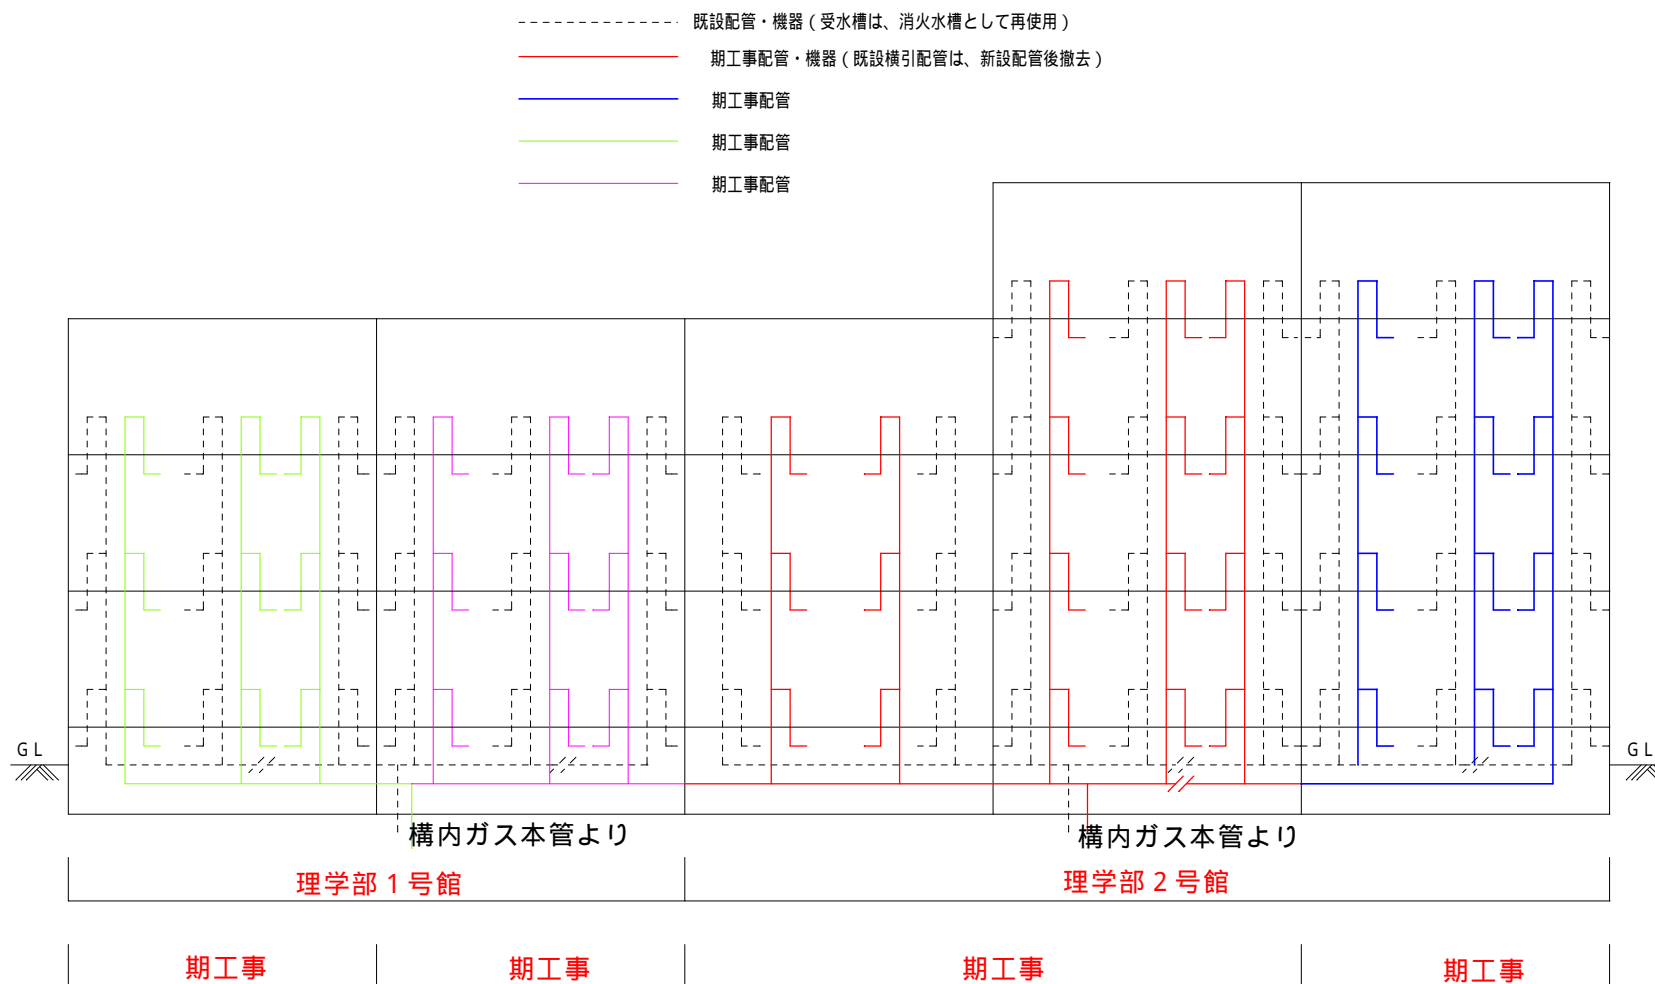 既設配管・機器（受水槽は、消火水槽として再使用）
期工事配管・機器（既設横引配管は、新設配管後撤去）
期工事配管
期工事配管
期工事配管
GL
GL
構内ガス本管より
構内ガス本管より
理学部１号館
理学部２号館
期工事
期工事
期工事
期工事